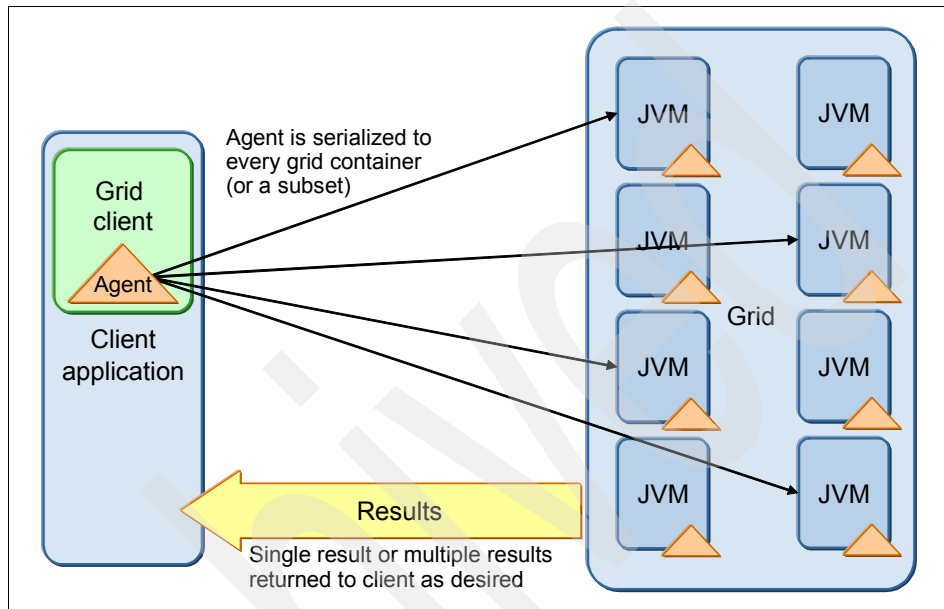 Agent is serialized to
every grid container
(or a subset)
Grid
client
Agent
Client
application
JVM
JVM
JVM
JVM
Grid
JVM
JVM
JVM
JVM
Results
Single result or multiple results
returned to client as desired